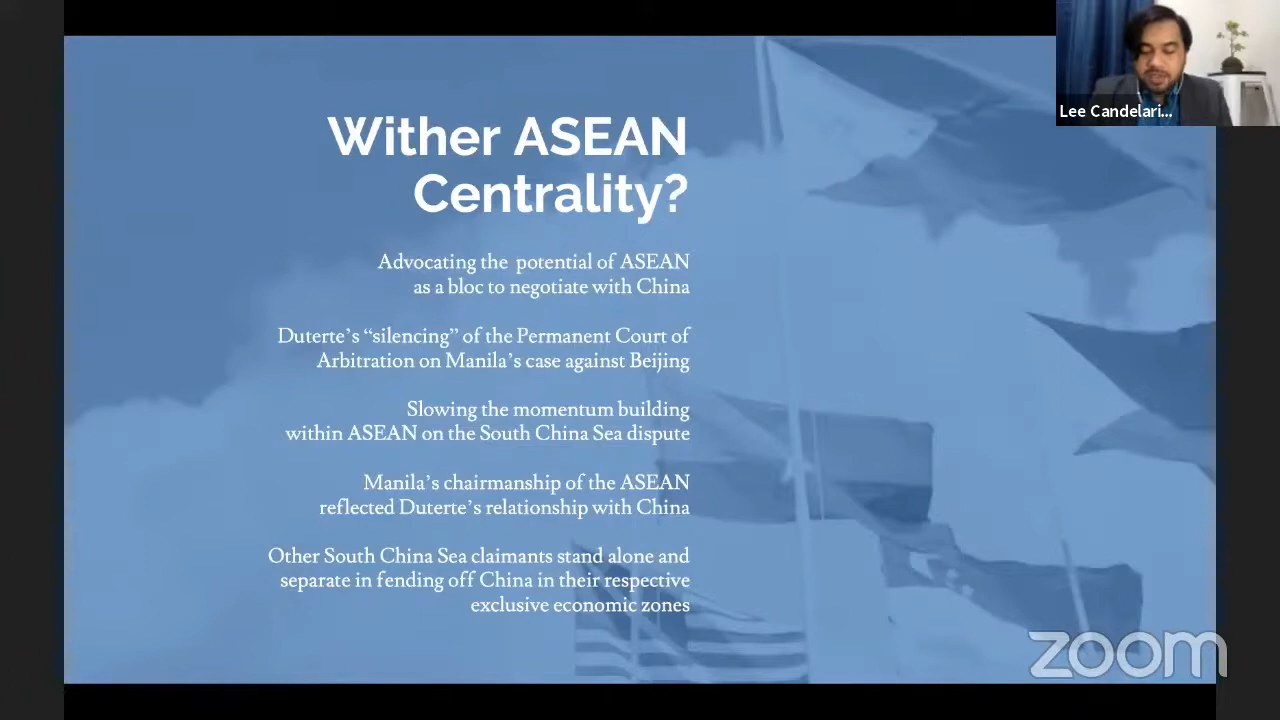 Lee Candelari...
Wither ASEAN
Centrality?
Advocating the potential of ASEAN
as a bloc to negotiate with China
Duterte's “silencing” of the Permanent Court of
Arbitration on Manila's case against Beijing
Slowing the momentum building
within ASEAN on the South China Sea dispute
Manila's chairmanship of the ASEAN
reflected Duterte's relationship with China
Other South China Sea claimants stand alone and
separate in fending off China in their respective
exclusive economic zones
zoom